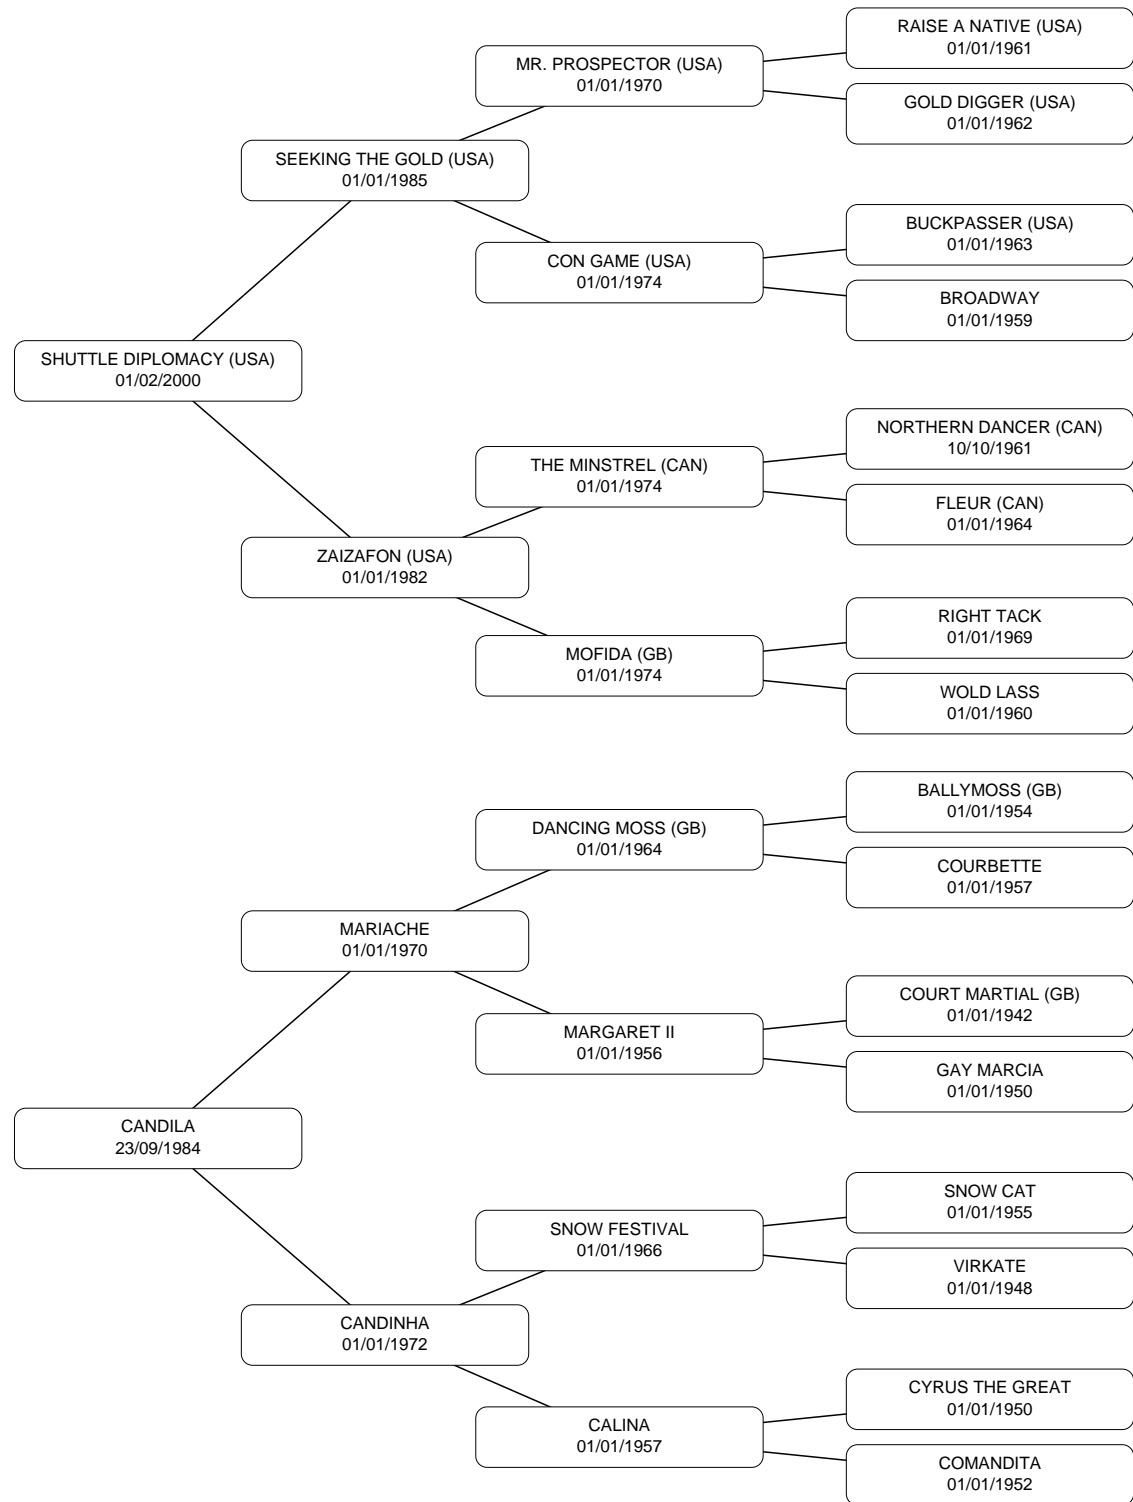 RAISE A NATIVE (USA)
01/01/1961
MR. PROSPECTOR (USA)
01/01/1970
GOLD DIGGER (USA)
01/01/1962
SEEKING THE GOLD (USA)
01/01/1985
BUCKPASSER (USA)
01/01/1963
CON GAME (USA)
01/01/1974
BROADWAY
01/01/1959
SHUTTLE DIPLOMACY (USA)
01/02/2000
NORTHERN DANCER (CAN)
10/10/1961
THE MINSTREL (CAN)
01/01/1974
FLEUR (CAN)
01/01/1964
ZAIZAFON (USA)
01/01/1982
RIGHT TACK
01/01/1969
MOFIDA (GB)
01/01/1974
WOLD LASS
01/01/1960
BALLYMOSS (GB)
01/01/1954
DANCING MOSS (GB)
01/01/1964
COURBETTE
01/01/1957
MARIACHE
01/01/1970
COURT MARTIAL (GB)
01/01/1942
MARGARET II
01/01/1956
GAY MARCIA
01/01/1950
CANDILA
23/09/1984
SNOW CAT
01/01/1955
SNOW FESTIVAL
01/01/1966
VIRKATE
01/01/1948
CANDINHA
01/01/1972
CYRUS THE GREAT
01/01/1950
CALINA
01/01/1957
COMANDITA
01/01/1952